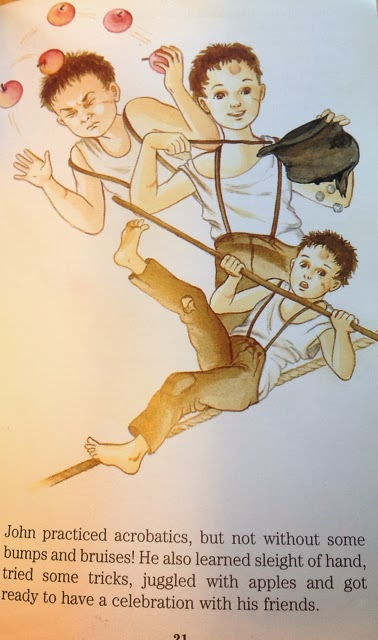 John practiced acrobatics, but not without some
bumps and bruises! He also learned sleight of hand,
tried some tricks, juggled with apples and got
ready to have a celebration with his friends.
21